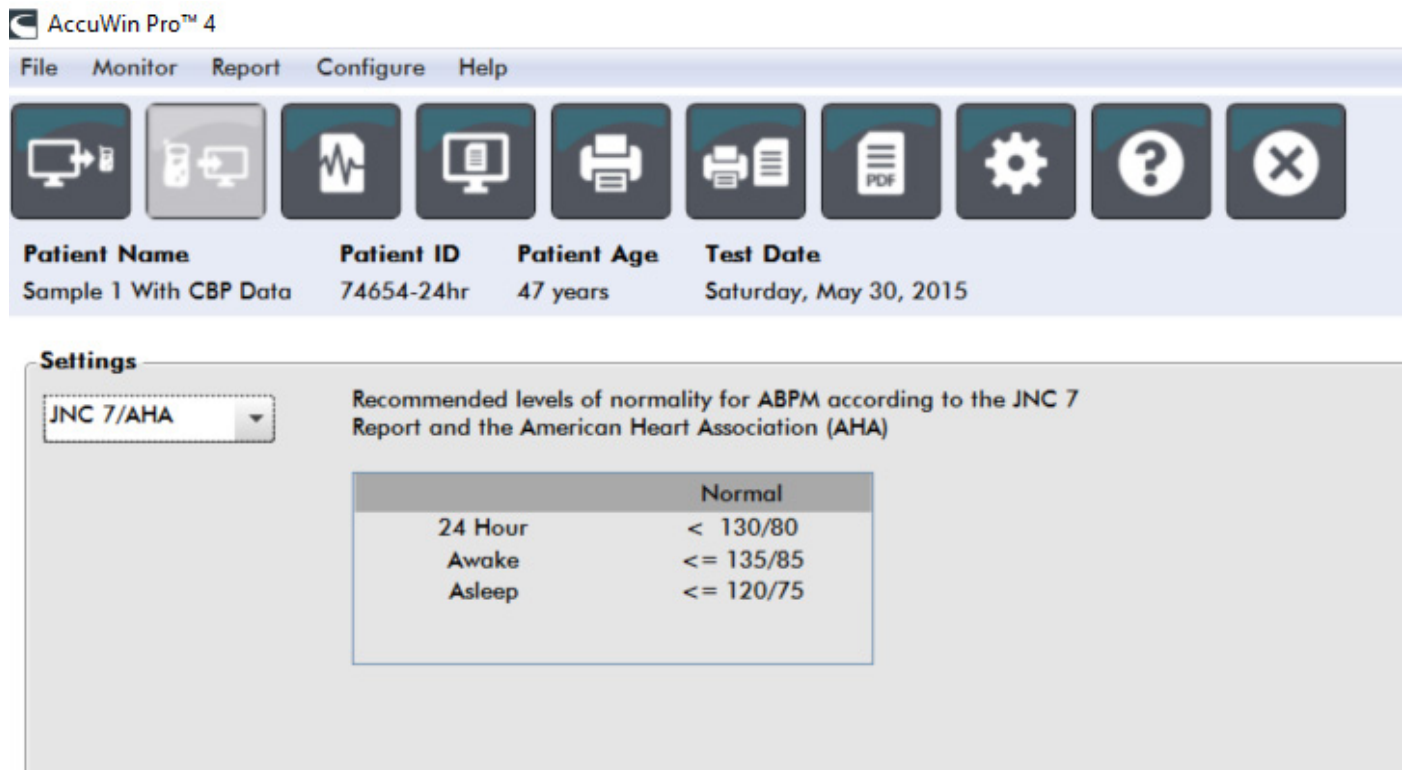 AccuWin Pro™ 4
File Monitor Report Configure Help
PDF
Patient Name Patient ID Patient Age Test Date
Sample 1 With CBP Data 74654-24hr 47 years Saturday, May 30, 2015
Settings
JNC 7/AHA
Recommended levels of normality for ABPM according to the JNC 7
Report and the American Heart Association (AHA)
Normal
24 Hour < 130/80
Awake <= 135/85
Asleep <= 120/75